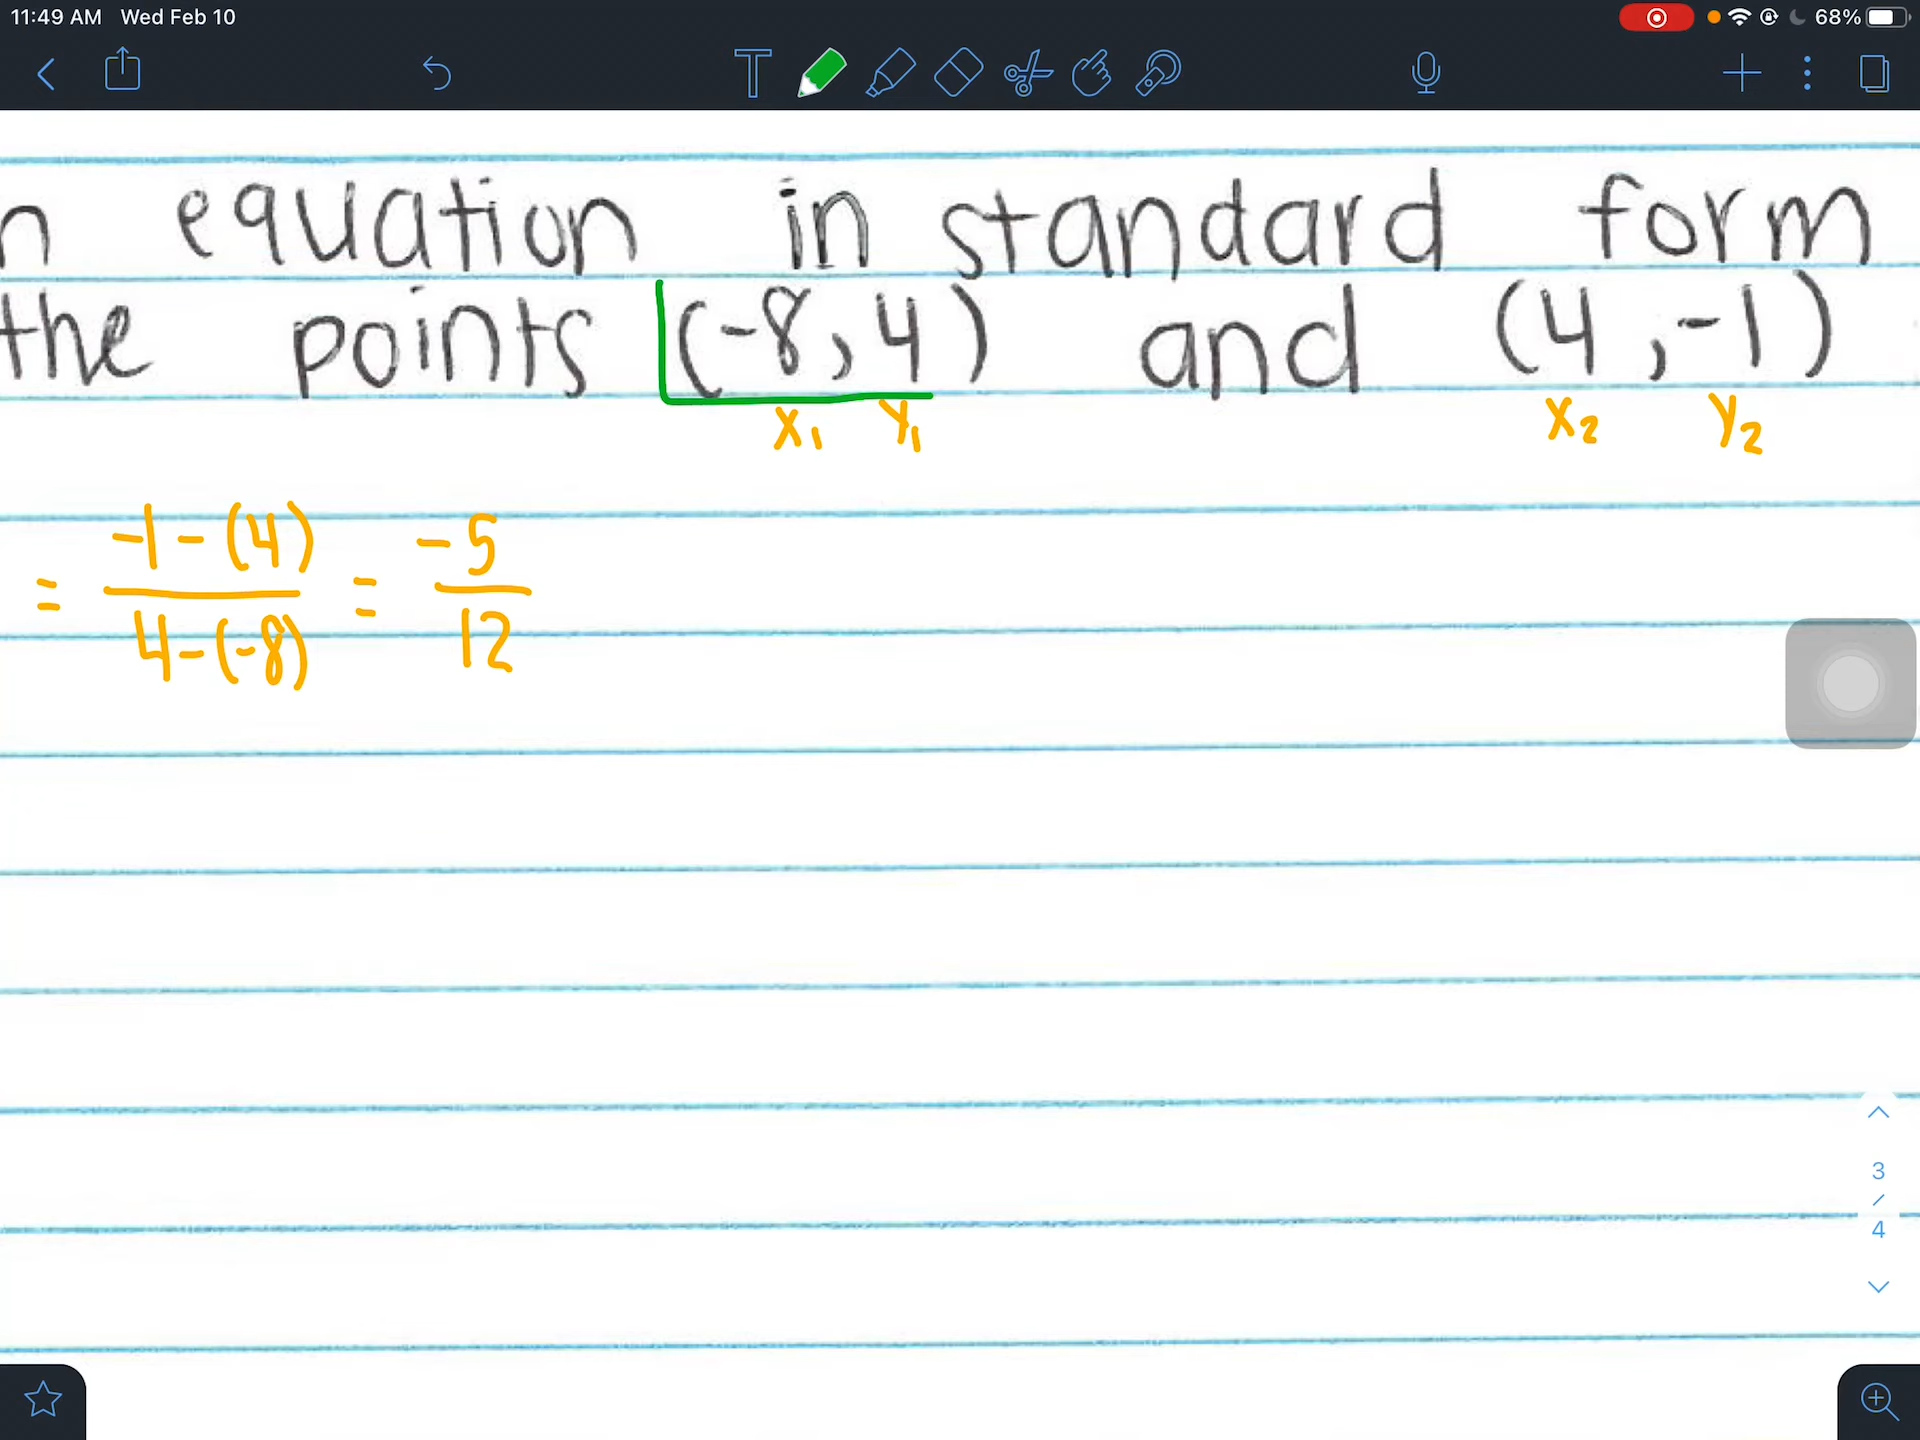 11:49 AM Wed Feb 10 68%
T
n equation in standard form
the points (-8,4) and (4,-1)
x₁ y₁ x₂ y₂
= -1-(4) = -5
4-(-8) 12
3
/
4